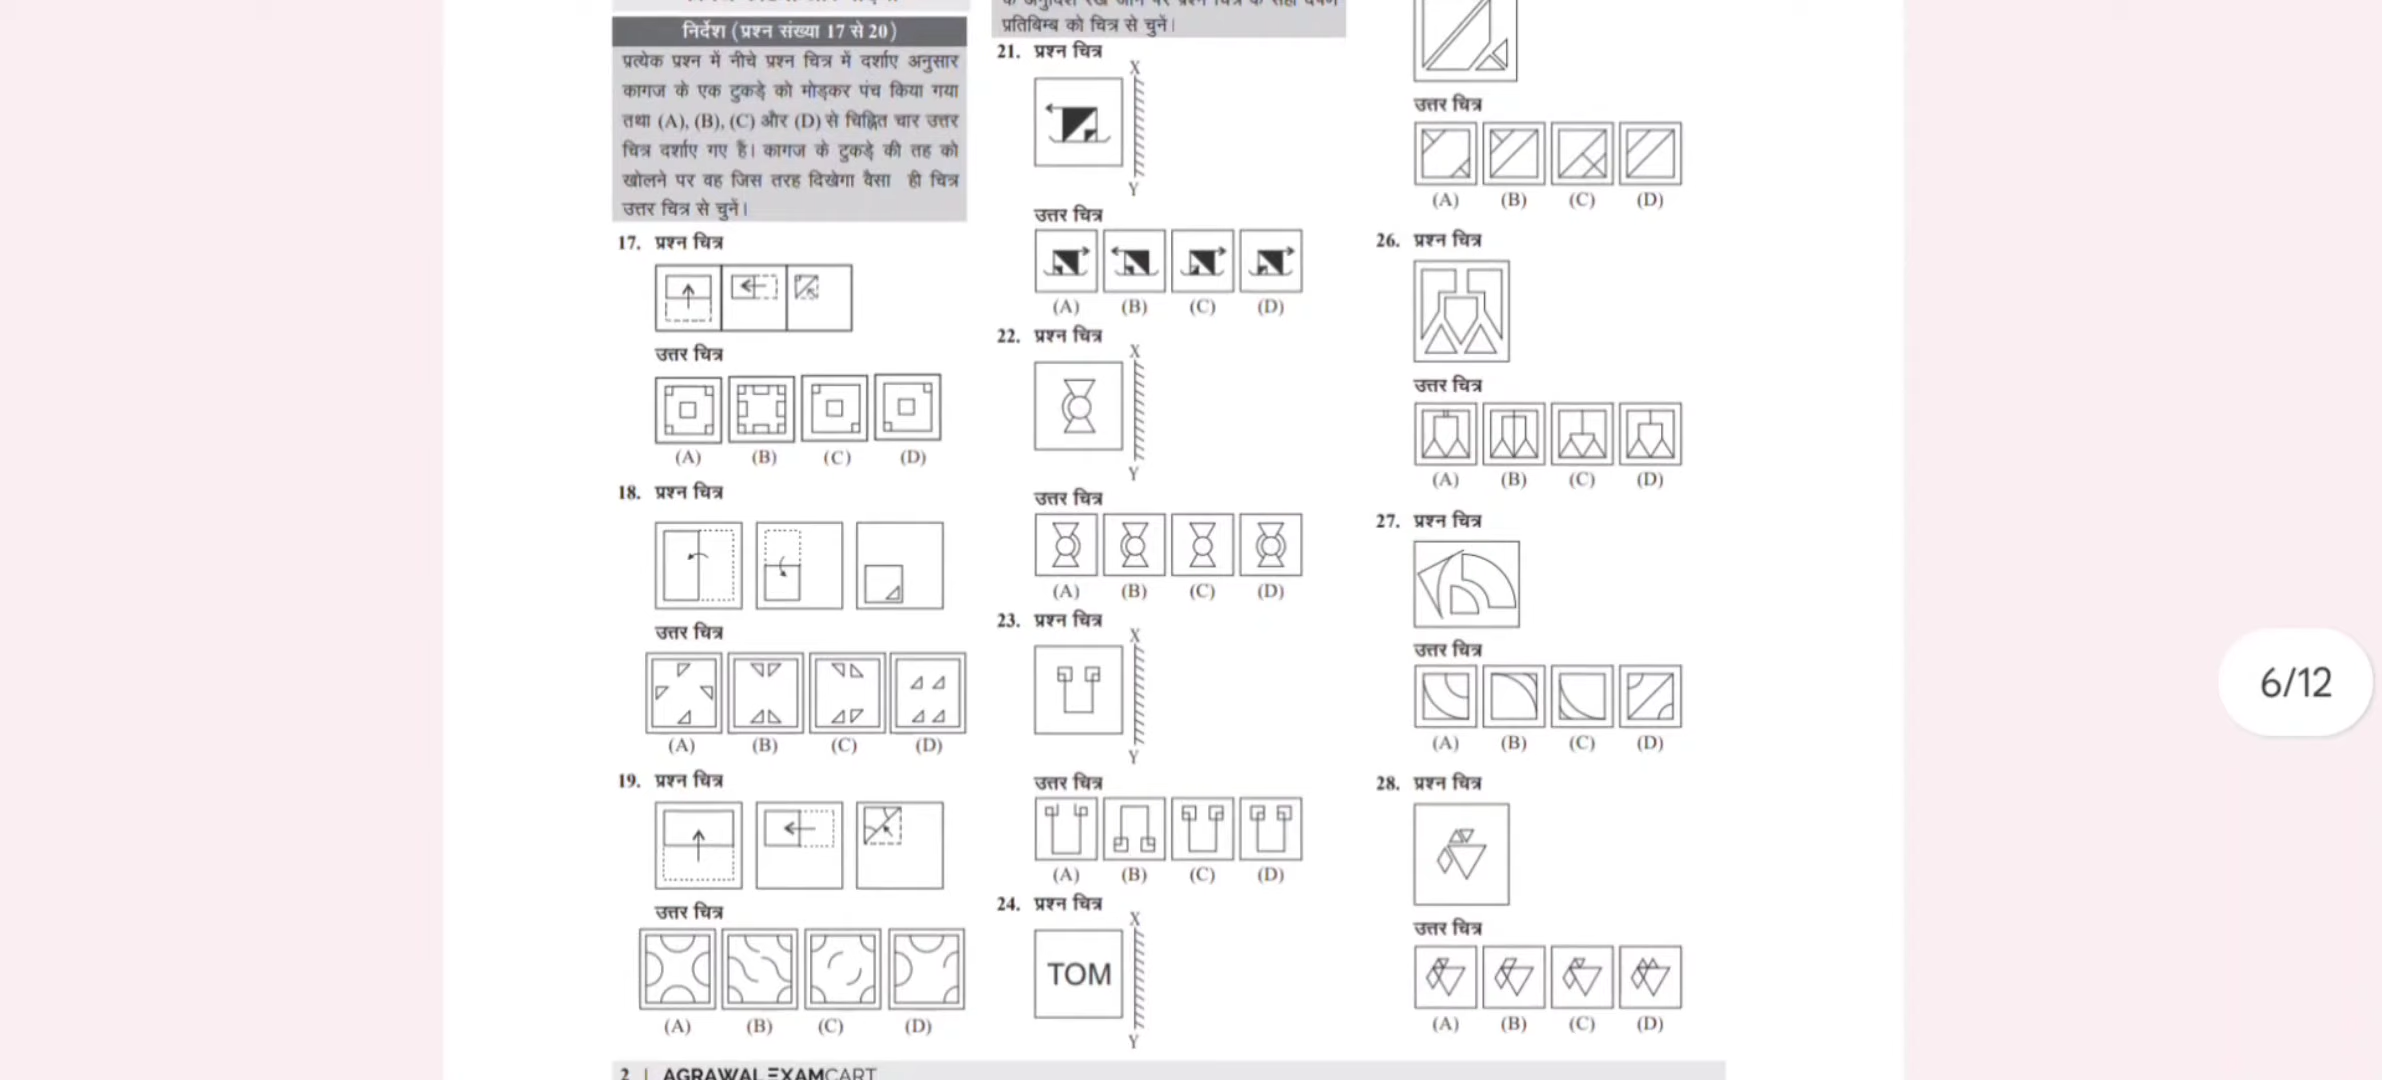 निर्देश (प्रश्न संख्या 17 से 20)
प्रत्येक प्रश्न में नीचे प्रश्न चित्र में दर्शाए अनुसार
कागज के एक टुकड़े को मोड़कर पंच किया गया
तथा (A), (B), (C) और (D) से चिह्नित चार उत्तर
चित्र दर्शाए गए हैं। कागज के टुकड़े की तह को
खोलने पर वह जिस तरह दिखेगा वैसा ही चित्र
उत्तर चित्र से चुनें।
17. प्रश्न चित्र
उत्तर चित्र
(A) (B) (C) (D)
18. प्रश्न चित्र
उत्तर चित्र
(A) (B) (C) (D)
19. प्रश्न चित्र
उत्तर चित्र
(A) (B) (C) (D)
प्रतिबिम्ब को चित्र से चुनें।
21. प्रश्न चित्र
X
Y
उत्तर चित्र
(A) (B) (C) (D)
22. प्रश्न चित्र
X
Y
उत्तर चित्र
(A) (B) (C) (D)
23. प्रश्न चित्र
X
Y
उत्तर चित्र
(A) (B) (C) (D)
24. प्रश्न चित्र
X
TOM
Y
उत्तर चित्र
(A) (B) (C) (D)
26. प्रश्न चित्र
उत्तर चित्र
(A) (B) (C) (D)
27. प्रश्न चित्र
उत्तर चित्र
(A) (B) (C) (D)
28. प्रश्न चित्र
उत्तर चित्र
(A) (B) (C) (D)
6/12
2 | AGRAWAL EXAMCART